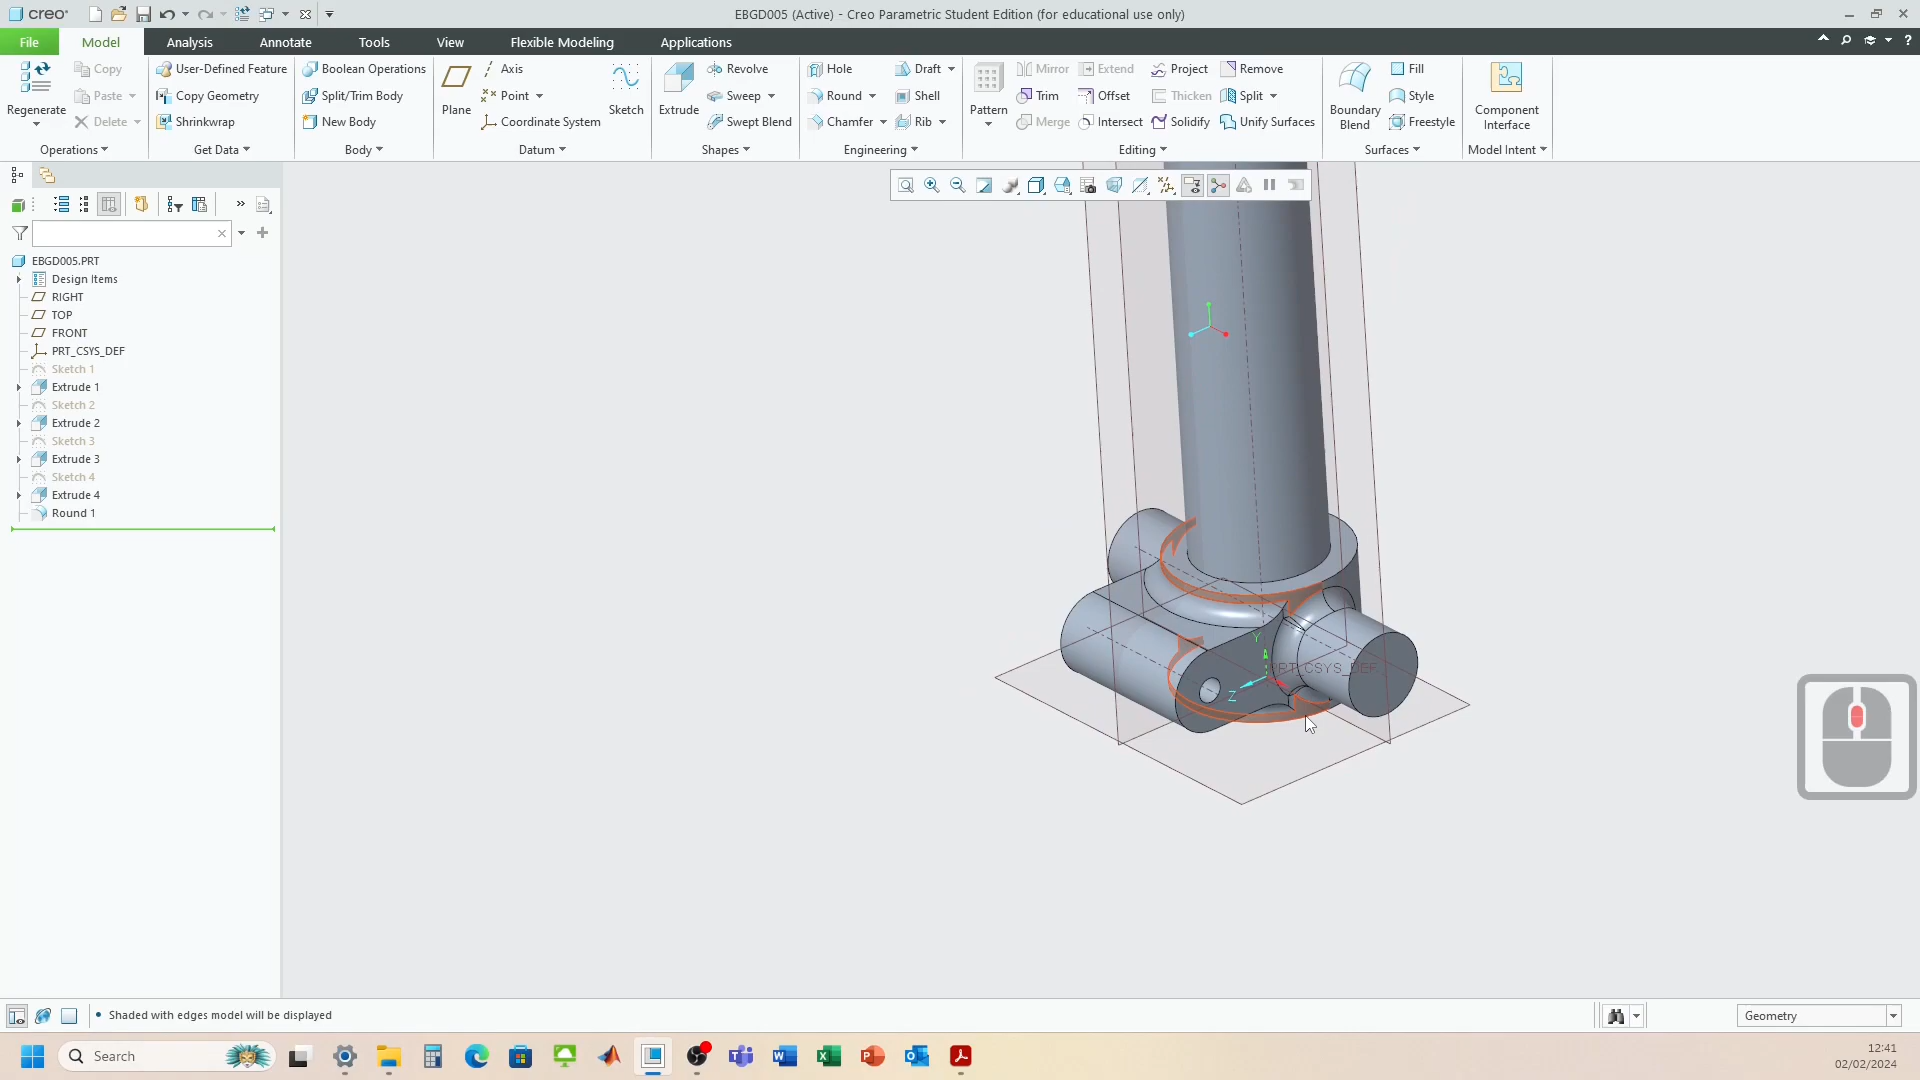 creo
EBGD005 (Active) - Creo Parametric Student Edition (for educational use only)
File Model Analysis Annotate Tools View Flexible Modeling Applications
Regenerate
Copy
Paste
Delete
Operations
User-Defined Feature
Copy Geometry
Shrinkwrap
Get Data
Boolean Operations
Split/Trim Body
New Body
Body
Plane
Axis
Point
Coordinate System
Sketch
Datum
Extrude
Revolve
Sweep
Swept Blend
Shapes
Hole
Round
Chamfer
Draft
Shell
Rib
Engineering
Pattern
Mirror
Trim
Merge
Extend
Offset
Intersect
Project
Thicken
Solidify
Remove
Split
Unify Surfaces
Editing
Boundary
Blend
Fill
Style
Freestyle
Surfaces
Component
Interface
Model Intent
EBGD005.PRT
Design Items
RIGHT
TOP
FRONT
PRT_CSYS_DEF
Sketch 1
Extrude 1
Sketch 2
Extrude 2
Sketch 3
Extrude 3
Sketch 4
Extrude 4
Round 1
Y
PRT_CSYS_DEF
Z
Shaded with edges model will be displayed
Geometry
Search
12:41
02/02/2024